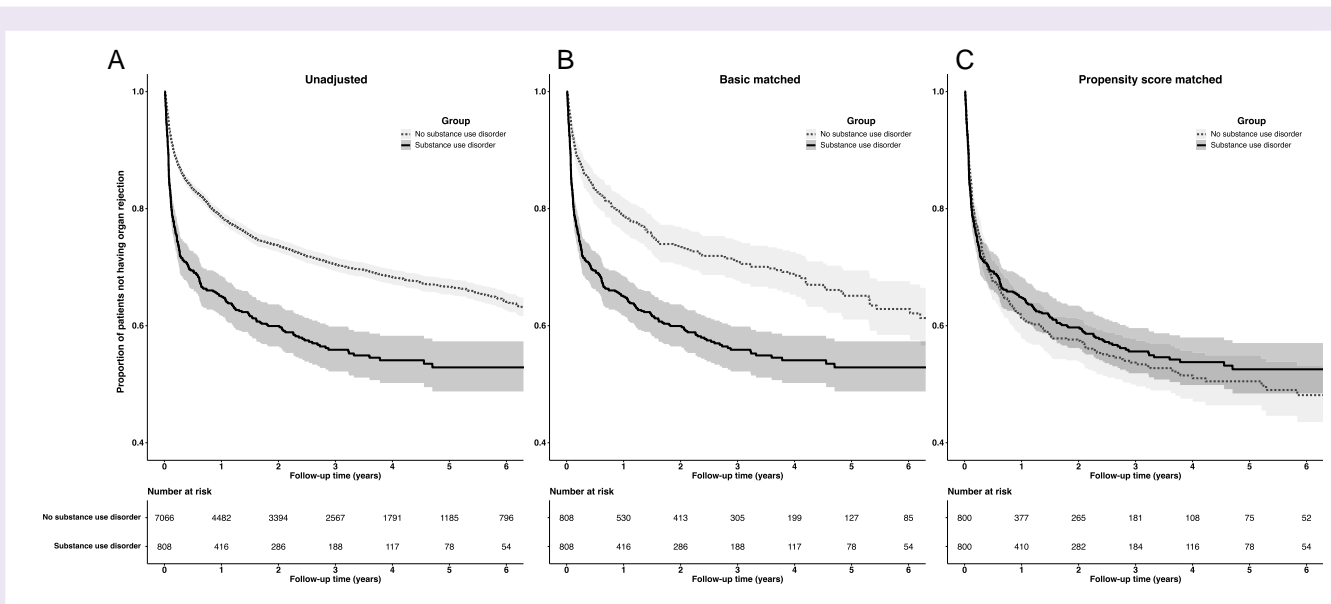 A
Unadjusted
Proportion of patients not having organ rejection
1.0
0.8
0.6
0.4
Group
No substance use disorder
Substance use disorder
0 1 2 3 4 5 6
Follow-up time (years)
Number at risk
No substance use disorder 7066 4482 3394 2567 1791 1185 796
Substance use disorder 808 416 286 188 117 78 54
0 1 2 3 4 5 6
Follow-up time (years)
B
Basic matched
1.0
0.8
0.6
0.4
Group
No substance use disorder
Substance use disorder
0 1 2 3 4 5 6
Follow-up time (years)
Number at risk
808 530 413 305 199 127 85
808 416 286 188 117 78 54
0 1 2 3 4 5 6
Follow-up time (years)
C
Propensity score matched
1.0
0.8
0.6
0.4
Group
No substance use disorder
Substance use disorder
0 1 2 3 4 5 6
Follow-up time (years)
Number at risk
800 377 265 181 108 75 52
800 410 282 184 116 78 54
0 1 2 3 4 5 6
Follow-up time (years)